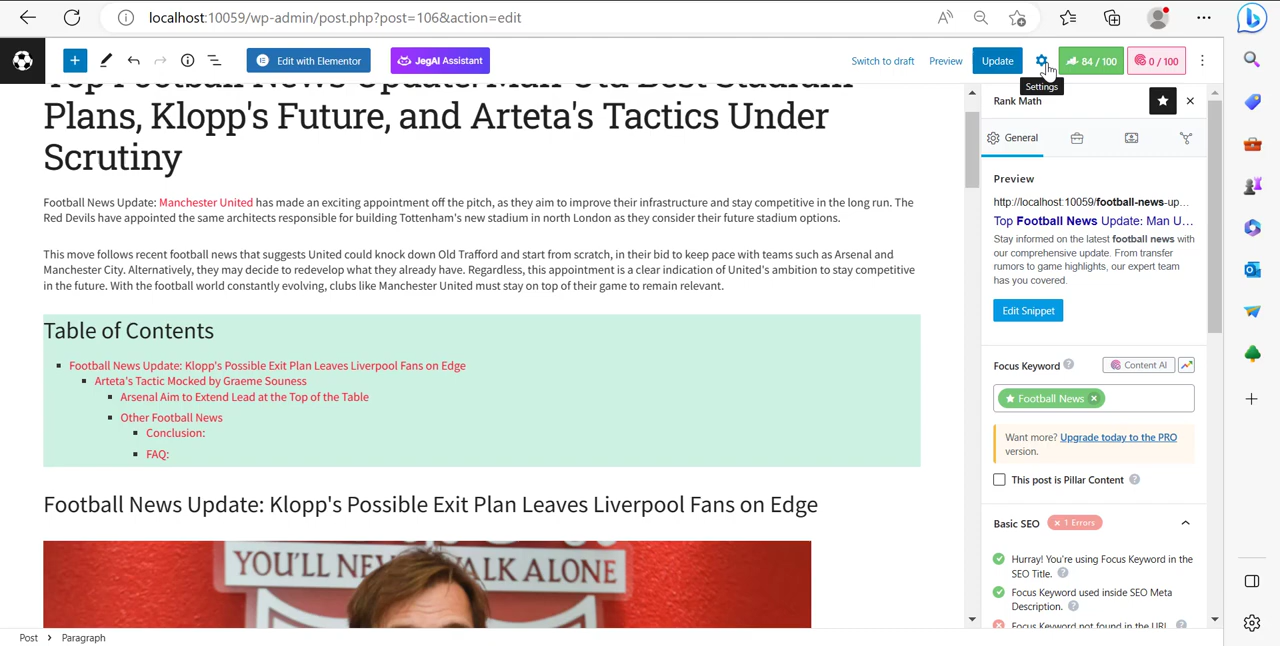 localhost:10059/wp-admin/post.php?post=106&action=edit
Edit with Elementor
JegAI Assistant
Switch to draft
Preview
Update
84 / 100
0 / 100
Settings
Top Football News Update: Man Utd Best Stadium
Plans, Klopp's Future, and Arteta's Tactics Under
Scrutiny
Football News Update: Manchester United has made an exciting appointment off the pitch, as they aim to improve their infrastructure and stay competitive in the long run. The
Red Devils have appointed the same architects responsible for building Tottenham's new stadium in north London as they consider their future stadium options.
This move follows recent football news that suggests United could knock down Old Trafford and start from scratch, in their bid to keep pace with teams such as Arsenal and
Manchester City. Alternatively, they may decide to redevelop what they already have. Regardless, this appointment is a clear indication of United's ambition to stay competitive
in the future. With the football world constantly evolving, clubs like Manchester United must stay on top of their game to remain relevant.
Table of Contents
Football News Update: Klopp's Possible Exit Plan Leaves Liverpool Fans on Edge
Arteta's Tactic Mocked by Graeme Souness
Arsenal Aim to Extend Lead at the Top of the Table
Other Football News
Conclusion:
FAQ:
Football News Update: Klopp's Possible Exit Plan Leaves Liverpool Fans on Edge
YOU'LL NEVER WALK ALONE
Post > Paragraph
Rank Math
General
Preview
http://localhost:10059/football-news-up...
Top Football News Update: Man U...
Stay informed on the latest football news with
our comprehensive update. From transfer
rumors to game highlights, our expert team
has you covered.
Edit Snippet
Focus Keyword
Content AI
Football News
Want more? Upgrade today to the PRO
version.
This post is Pillar Content
Basic SEO
× 1 Errors
Hurray! You're using Focus Keyword in the
SEO Title.
Focus Keyword used inside SEO Meta
Description.
Focus Keyword not found in the URL.